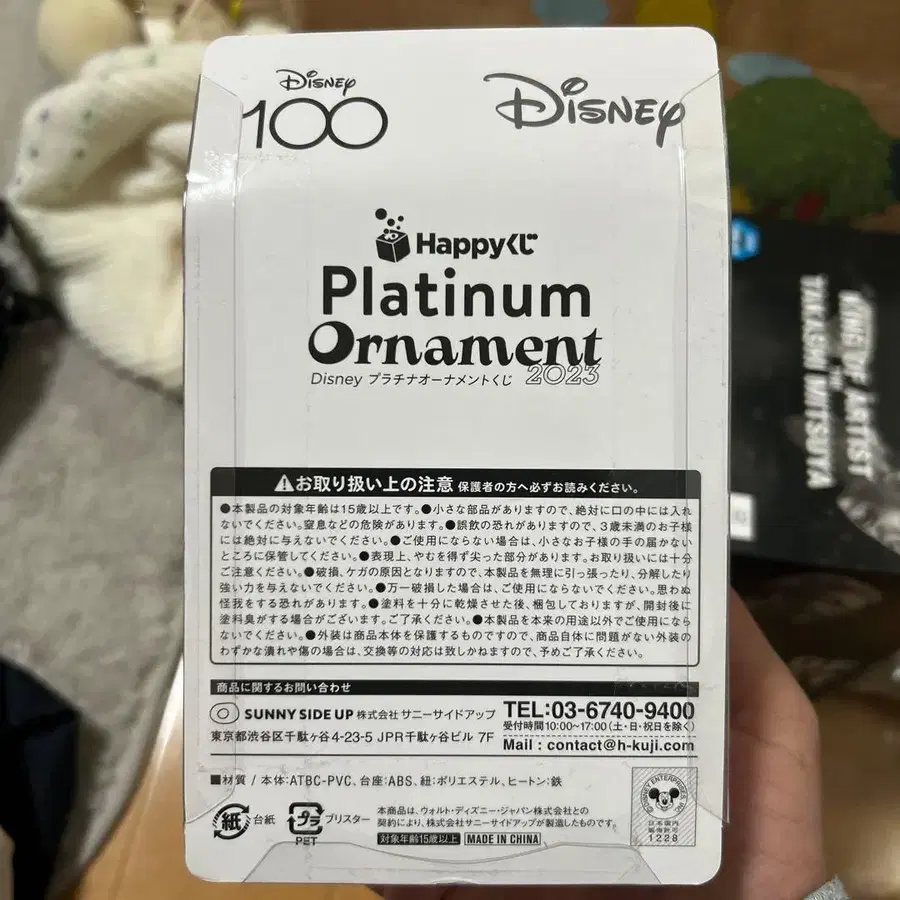 Disney
100
Disney
Happyくじ
Platinum
Ornament
2023
Disney プラチナオーナメントくじ
⚠お取り扱い上の注意 保護者の方へ必ずお読みください。
●本製品の対象年齢は15歳以上です。●小さな部品がありますので、絶対に口の中には入れ
ないでください。窒息などの危険があります。●誤飲の恐れがありますので、3歳未満のお子様
には絶対に与えないでください。●ご使用にならない場合は、小さなお子様の手の届かない
ところに保管してください。●表現上、やむを得ず尖った部分があります。お取り扱いには十分
ご注意ください。●破損、ケガの原因となりますので、本製品を無理に引っ張ったり、分解したり
強い力を与えないでください。●万一破損した場合は、ご使用にならないでください。思わぬ
怪我をする恐れがあります。●塗料を十分に乾燥させた後、梱包しておりますが、開封後に
塗料臭がする場合がございます。ご了承ください。●本製品を本来の用途以外でご使用になら
ないでください。●外装は商品本体を保護するものですので、商品自体に問題がない外装の
わずかな潰れや傷の場合は、交換等の対応は致しかねますので、予めご了承ください。
商品に関するお問い合わせ
SUNNY SIDE UP 株式会社 サニーサイドアップ
東京都渋谷区千駄ヶ谷4-23-5 JPR千駄ヶ谷ビル 7F
TEL:03-6740-9400
受付時間 10:00~17:00 (土・日・祝日を除く)
Mail : contact@h-kuji.com
■材質 / 本体:ATBC-PVC、台座:ABS、紐:ポリエステル、ヒートン:鉄
紙 台紙
プラ ブリスター
PET
本商品は、ウォルト・ディズニー・ジャパン株式会社との
契約により、株式会社サニーサイドアップが製造したものです。
対象年齢15歳以上 MADE IN CHINA
日本国内
1228
KING OF ARTIST
THE
TAKASHI MITSUYA